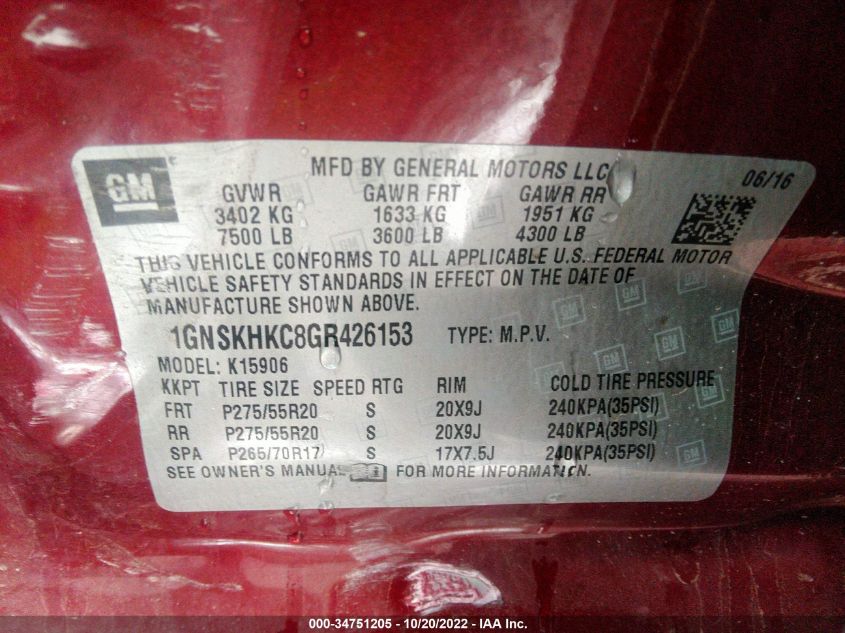 GM
MFD BY GENERAL MOTORS LLC
06/16
GVWR GAWR FRT GAWR RR
3402 KG 1633 KG 1951 KG
7500 LB 3600 LB 4300 LB
THIS VEHICLE CONFORMS TO ALL APPLICABLE U.S. FEDERAL MOTOR
VEHICLE SAFETY STANDARDS IN EFFECT ON THE DATE OF
MANUFACTURE SHOWN ABOVE.
1GNSKHKC8GR426153 TYPE: M.P.V.
MODEL: K15906
KKPT TIRE SIZE SPEED RTG RIM COLD TIRE PRESSURE
FRT P275/55R20 S 20X9J 240KPA(35PSI)
RR P275/55R20 S 20X9J 240KPA(35PSI)
SPA P265/70R17 S 17X7.5J 240KPA(35PSI)
SEE OWNER'S MANUAL FOR MORE INFORMATION.
000-34751205 - 10/20/2022 - IAA Inc.